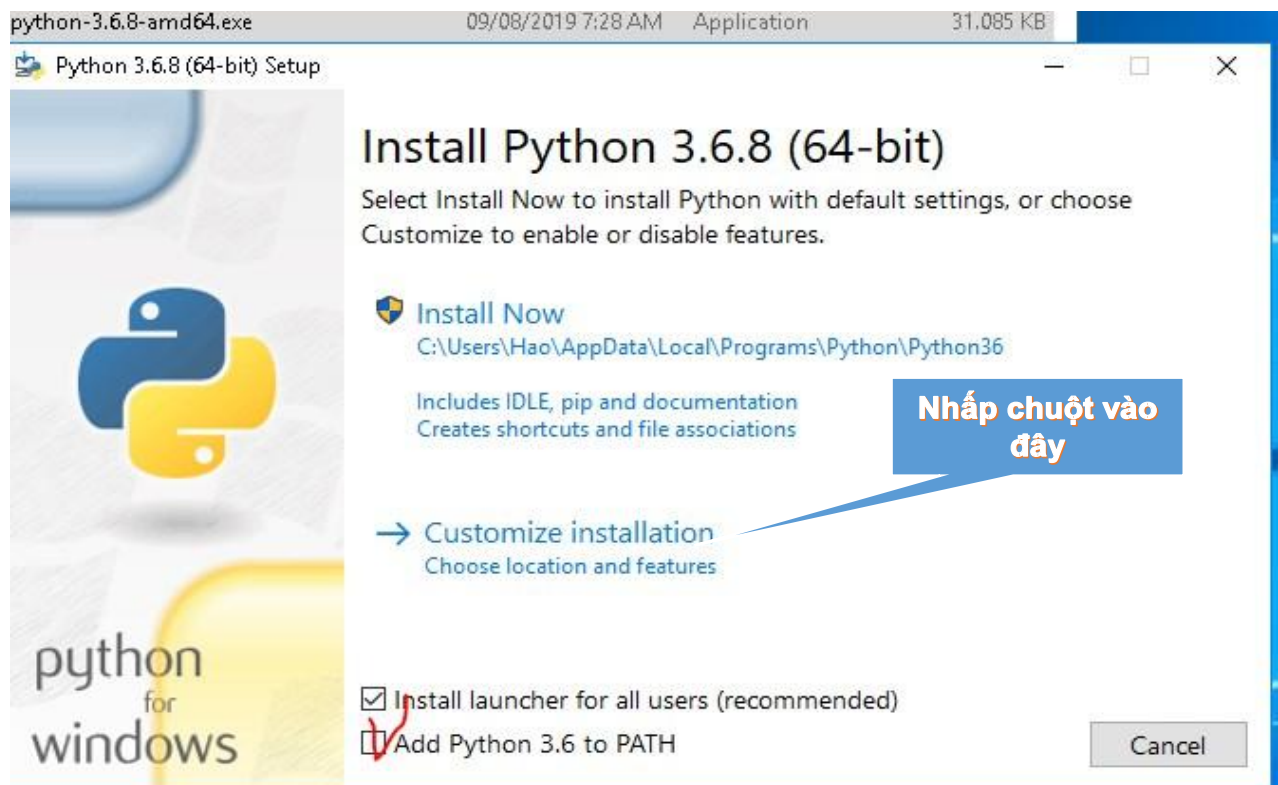 python-3.6.8-amd64.exe 09/08/2019 7:28 AM Application 31.085 KB
Python 3.6.8 (64-bit) Setup
Install Python 3.6.8 (64-bit)
Select Install Now to install Python with default settings, or choose
Customize to enable or disable features.
Install Now
C:\Users\Hao\AppData\Local\Programs\Python\Python36
Includes IDLE, pip and documentation
Creates shortcuts and file associations
Nhấp chuột vào
đây
Customize installation
Choose location and features
python
for
windows
Install launcher for all users (recommended)
Add Python 3.6 to PATH
Cancel